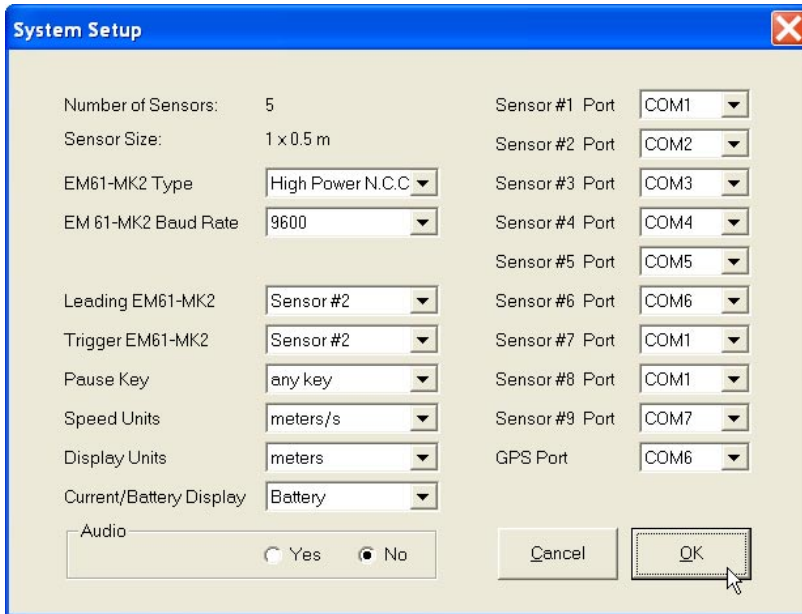 System Setup
Number of Sensors: 5
Sensor Size: 1 x 0.5 m
EM61-MK2 Type High Power N.C.C
EM 61-MK2 Baud Rate 9600
Leading EM61-MK2 Sensor #2
Trigger EM61-MK2 Sensor #2
Pause Key any key
Speed Units meters/s
Display Units meters
Current/Battery Display Battery
Audio
Yes No
Sensor #1 Port COM1
Sensor #2 Port COM2
Sensor #3 Port COM3
Sensor #4 Port COM4
Sensor #5 Port COM5
Sensor #6 Port COM6
Sensor #7 Port COM1
Sensor #8 Port COM1
Sensor #9 Port COM7
GPS Port COM6
Cancel OK